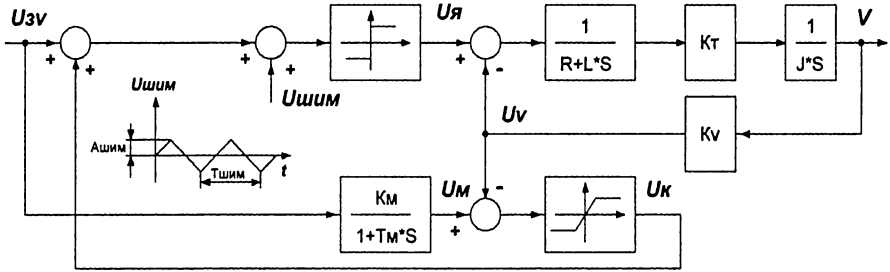 Uзv
Uя
V
+
+
+
+
+
-
1
R+L*S
Kт
1
J*S
Uшим
Uшим
Uv
Kv
Aшим
Tшим
t
Kм
1+Tм*S
Uм
+
-
Uк